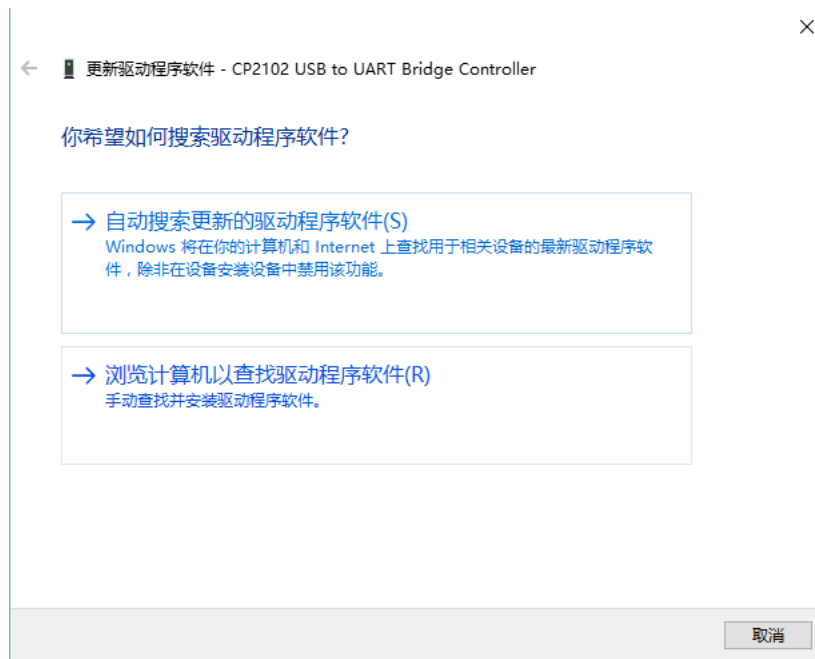 更新驱动程序软件 - CP2102 USB to UART Bridge Controller
你希望如何搜索驱动程序软件?
自动搜索更新的驱动程序软件(S)
Windows 将在你的计算机和 Internet 上查找用于相关设备的最新驱动程序软
件，除非在设备安装设备中禁用该功能。
浏览计算机以查找驱动程序软件(R)
手动查找并安装驱动程序软件。
取消